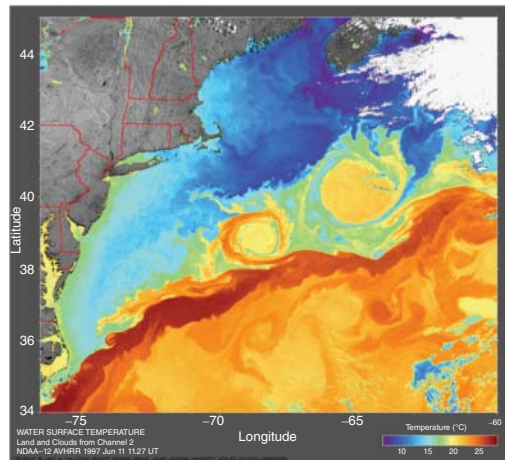 44
42
40
38
36
34
Latitude
−75
−70
−65
-60
Longitude
WATER SURFACE TEMPERATURE
Land and Clouds from Channel 2
NDAA−12 AVHRR 1997 Jun 11 11.27 UT
Temperature (°C)
10 15 20 25